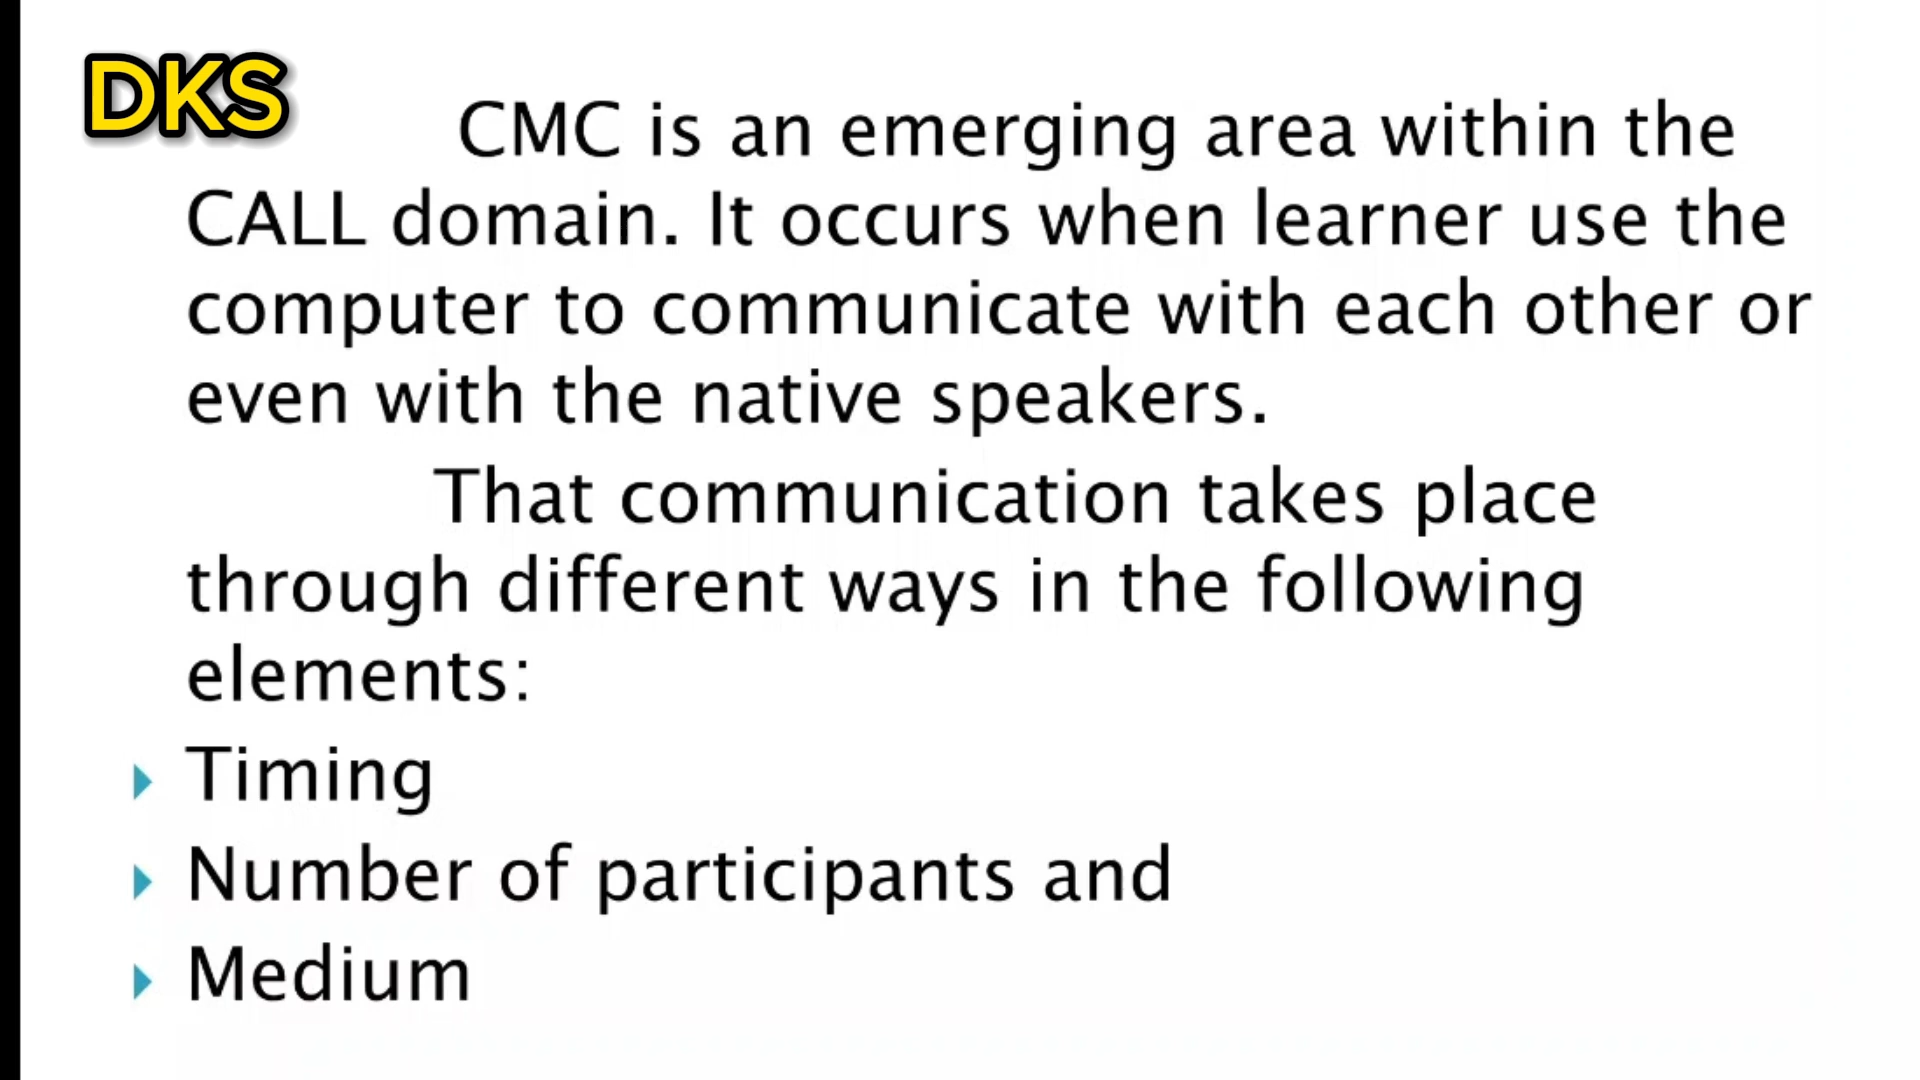 DKS
CMC is an emerging area within the
CALL domain. It occurs when learner use the
computer to communicate with each other or
even with the native speakers.
That communication takes place
through different ways in the following
elements:
Timing
Number of participants and
Medium